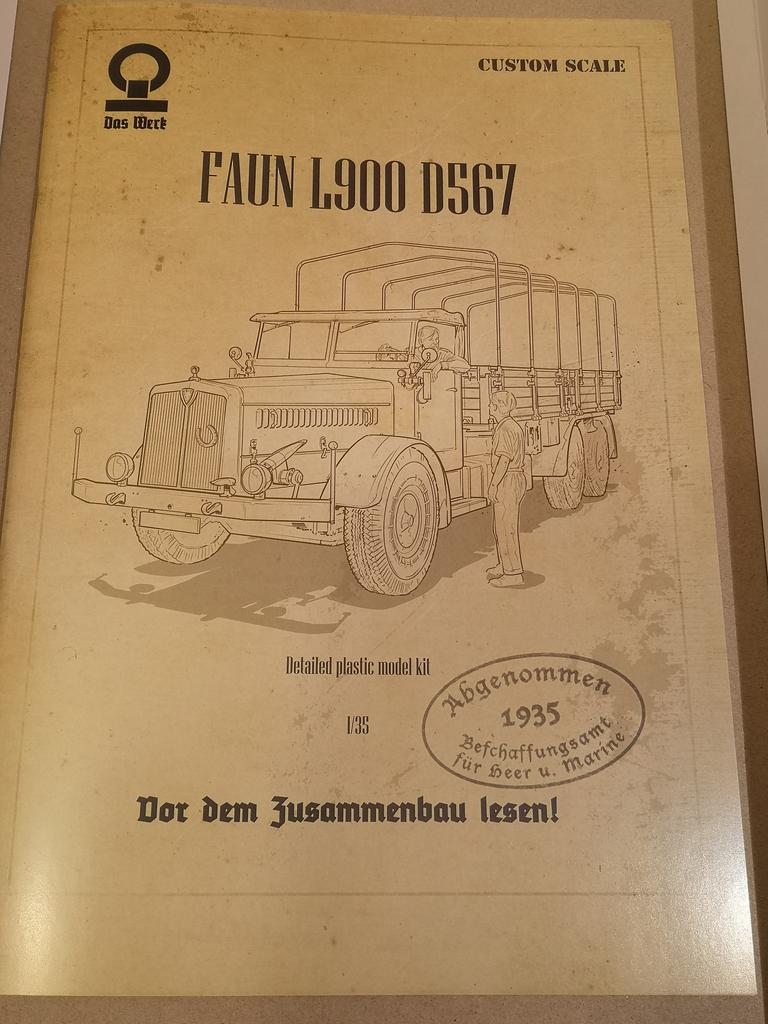 CUSTOM SCALE
Das Werk
FAUN L900 D567
Detailed plastic model kit
1/35
Abgenommen
1935
Beschaffungsamt
für Heer u. Marine
Vor dem Zusammenbau lesen!